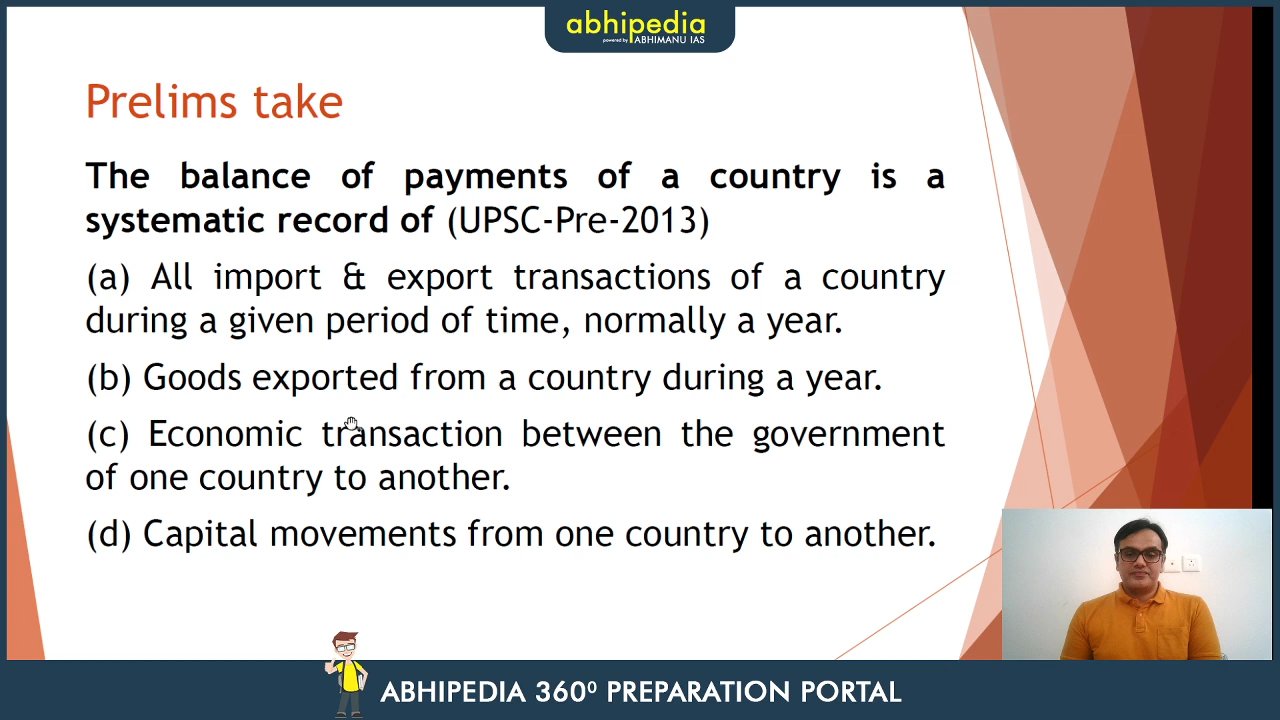 abhipedia
powered by ABHIMANU IAS
Prelims take
The balance of payments of a country is a
systematic record of (UPSC-Pre-2013)
(a) All import & export transactions of a country
during a given period of time, normally a year.
(b) Goods exported from a country during a year.
(c) Economic transaction between the government
of one country to another.
(d) Capital movements from one country to another.
ABHIPEDIA 360⁰ PREPARATION PORTAL